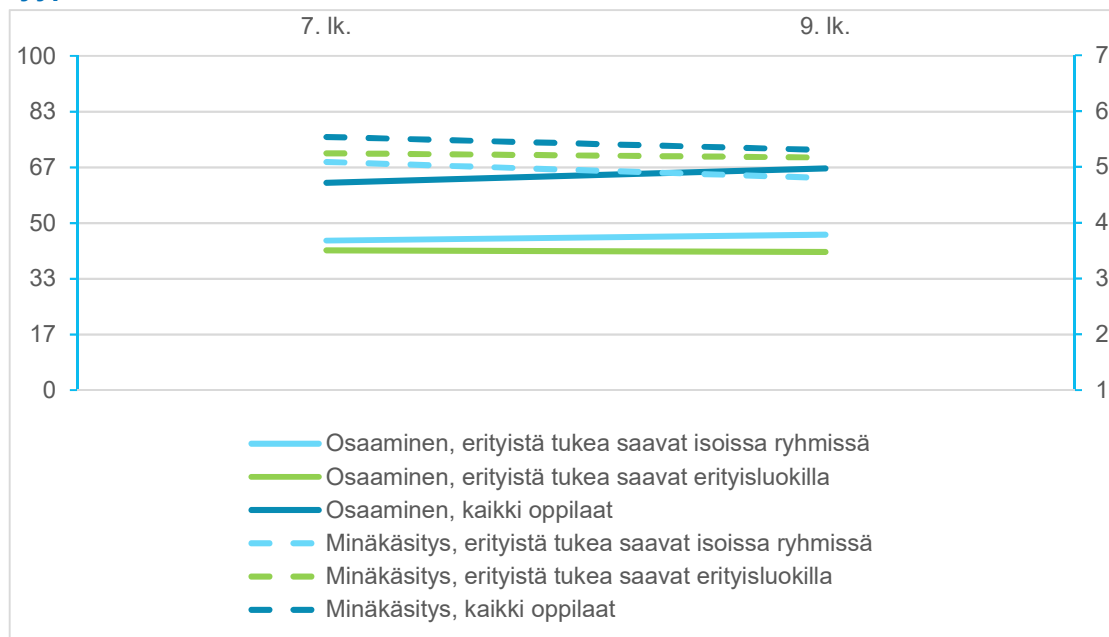 7. lk. 9. lk.
100 7
83 6
67 5
50 4
33 3
17 2
0 1
Osaaminen, erityistä tukea saavat isoissa ryhmissä
Osaaminen, erityistä tukea saavat erityisluokilla
Osaaminen, kaikki oppilaat
Minäkäsitys, erityistä tukea saavat isoissa ryhmissä
Minäkäsitys, erityistä tukea saavat erityisluokilla
Minäkäsitys, kaikki oppilaat